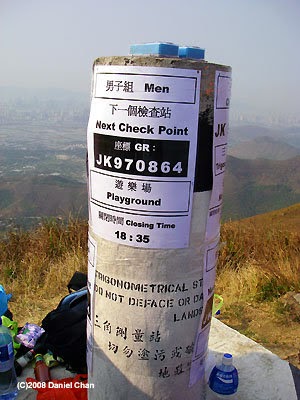 男子組 Men
下一個檢查站
Next Check Point
座標 GR :
JK970864
遊樂場
Playground
關閉時間 Closing Time
18 : 35
TRIGONOMETRICAL ST
DO NOT DEFACE OR DA
LANDS
三角測量站
切勿塗污或
地政
(C)2008 Daniel Chan